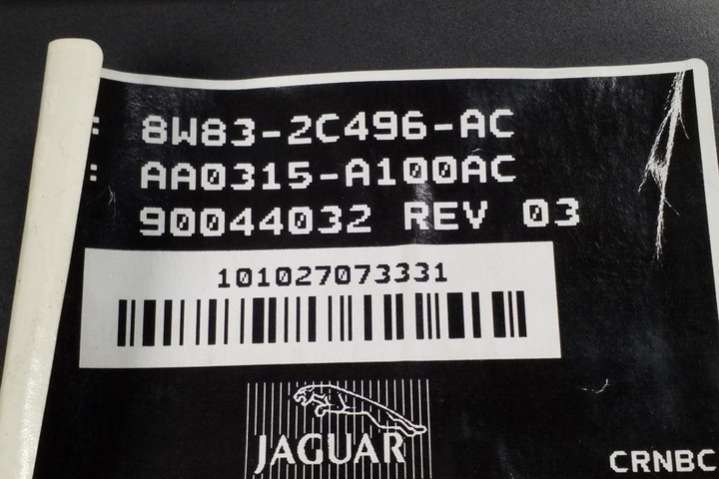 : 8W83-2C496-AC
: AA0315-A100AC
90044032 REV 03
101027073331
JAGUAR
CRNBC